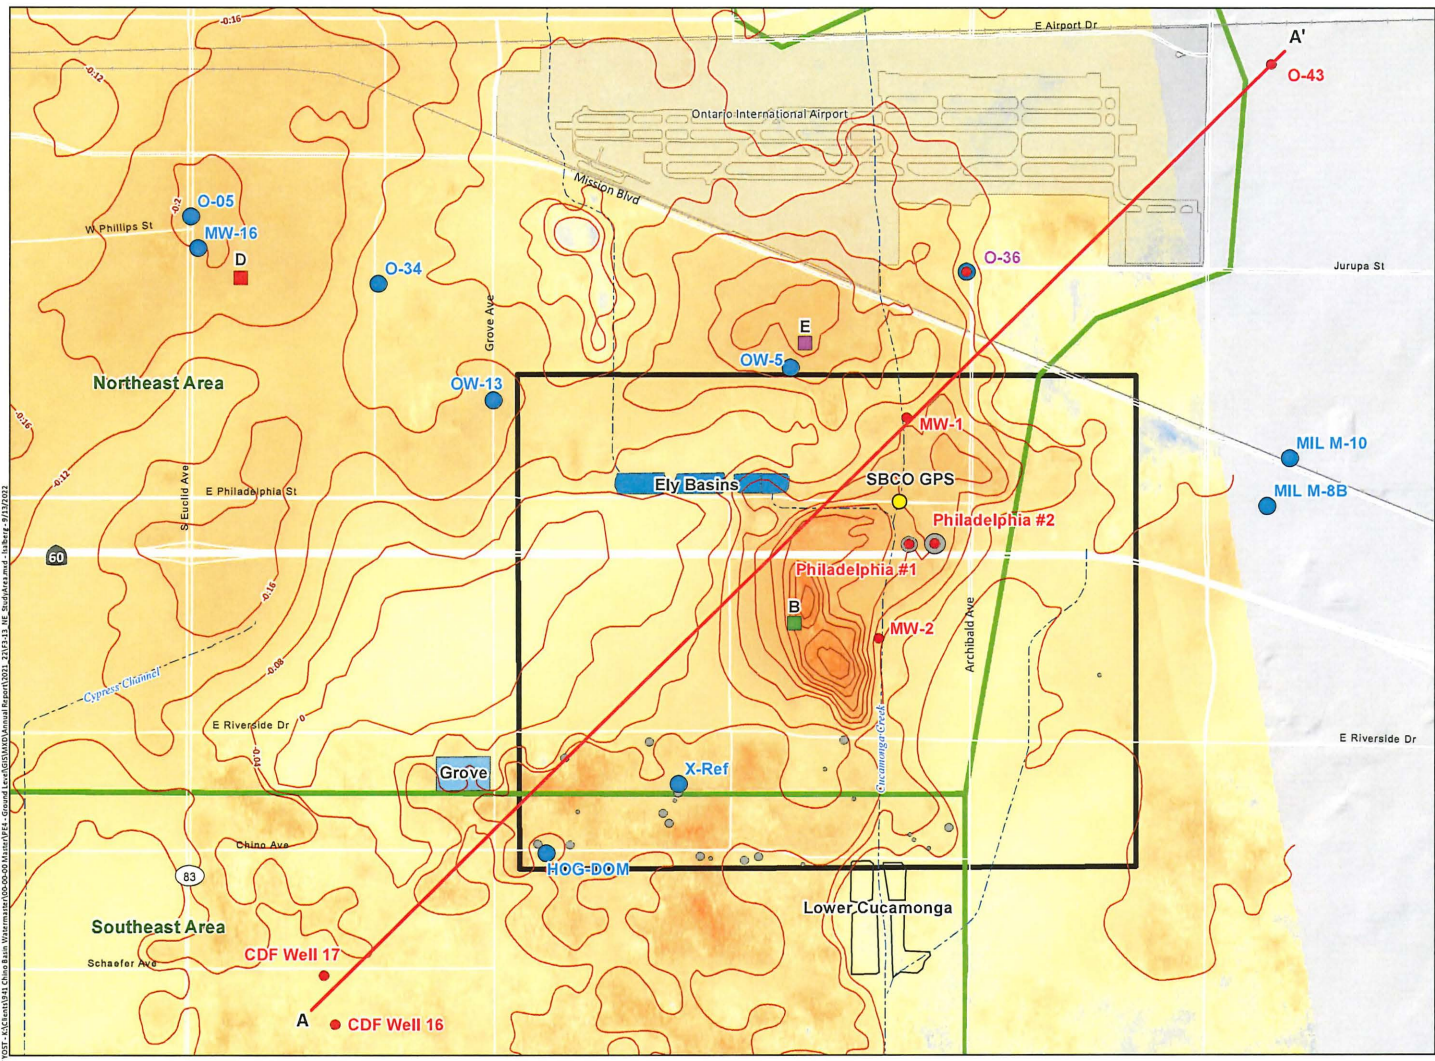 -0:16
E Airport Dr
A'
O-43
-0:12
Ontario International Airport
Mission Blvd
-0:2
O-05
W Phillips St
MW-16
D
O-34
O-36
Jurupa St
Grove Ave
E
OW-5
Northeast Area
OW-13
-0:16
MW-1
MIL M-10
-0:12
SBCO GPS
Ely Basins
E Philadelphia St
S Euclid Ave
MIL M-8B
Philadelphia #2
60
Philadelphia #1
-0:16
B
MW-2
Archibald Ave
-0:08
Cypress Channel
0
E Riverside Dr
E Riverside Dr
Cucamonga Creek
-0.04
Grove
X-Ref
Chino Ave
HOG-DOM
83
Lower Cucamonga
Southeast Area
CDF Well 17
Schaefer Ave
A
CDF Well 16